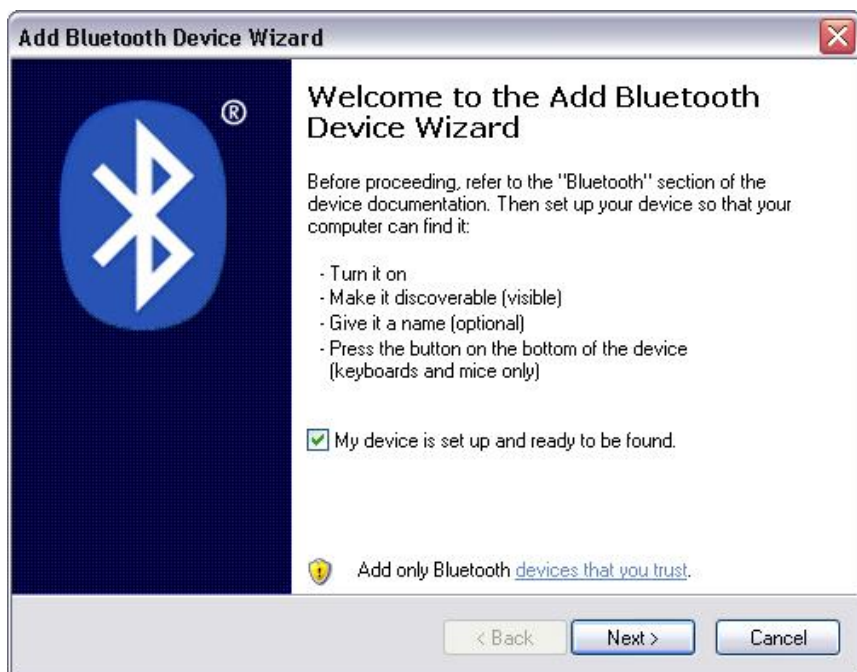 Add Bluetooth Device Wizard
®
Welcome to the Add Bluetooth
Device Wizard
Before proceeding, refer to the "Bluetooth" section of the
device documentation. Then set up your device so that your
computer can find it:
- Turn it on
- Make it discoverable (visible)
- Give it a name (optional)
- Press the button on the bottom of the device
(keyboards and mice only)
My device is set up and ready to be found.
Add only Bluetooth devices that you trust.
< Back Next > Cancel